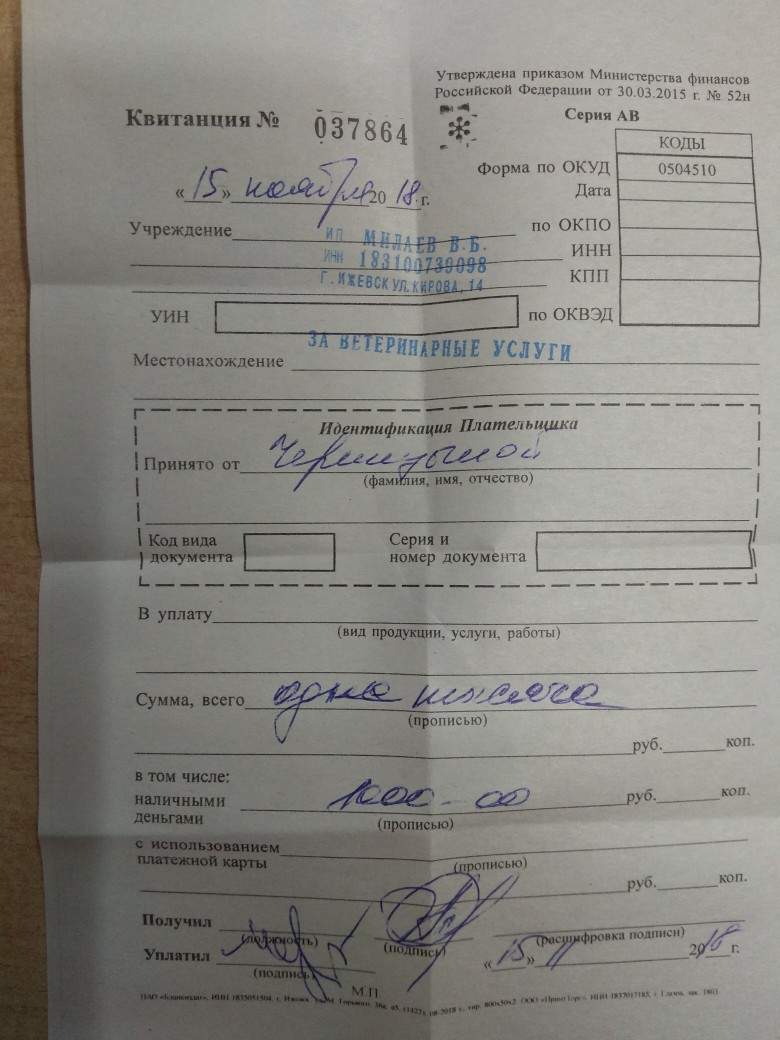 Утверждена приказом Министерства финансов
Российской Федерации от 30.03.2015 г. № 52н
Квитанция № 037864
Серия АВ
КОДЫ
Форма по ОКУД 0504510
«15» ноября 2018 г.
Дата
Учреждение
по ОКПО
ИП МИЛАЕВ В.Б.
ИНН
ИНН 183100739098
КПП
Г. ИЖЕВСК УЛ. КИРОВА, 14
УИН
по ОКВЭД
ЗА ВЕТЕРИНАРНЫЕ УСЛУГИ
Местонахождение
Идентификация Плательщика
Принято от
(фамилия, имя, отчество)
Код вида
документа
Серия и
номер документа
В уплату
(вид продукции, услуги, работы)
Сумма, всего одна тысяча
(прописью)
руб. коп.
в том числе:
наличными
деньгами
1000-00 руб. коп.
(прописью)
с использованием
платежной карты
(прописью)
руб. коп.
Получил
(должность) (подпись) (расшифровка подписи)
Уплатил
(подпись)
«15» 11 2018 г.
М.П.